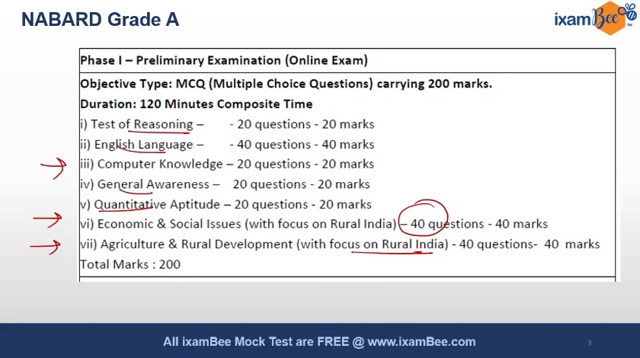 NABARD Grade A
ixamBee
Phase I – Preliminary Examination (Online Exam)
Objective Type: MCQ (Multiple Choice Questions) carrying 200 marks.
Duration: 120 Minutes Composite Time
i) Test of Reasoning – - 20 questions - 20 marks
ii) English Language – - 40 questions - 40 marks
iii) Computer Knowledge – 20 questions - 20 marks
iv) General Awareness – 20 questions - 20 marks
v) Quantitative Aptitude – 20 questions - 20 marks
vi) Economic & Social Issues (with focus on Rural India) – 40 questions - 40 marks
vii) Agriculture & Rural Development (with focus on Rural India) - 40 questions- 40 marks
Total Marks : 200
All ixamBee Mock Test are FREE @ www.ixamBee.com
3